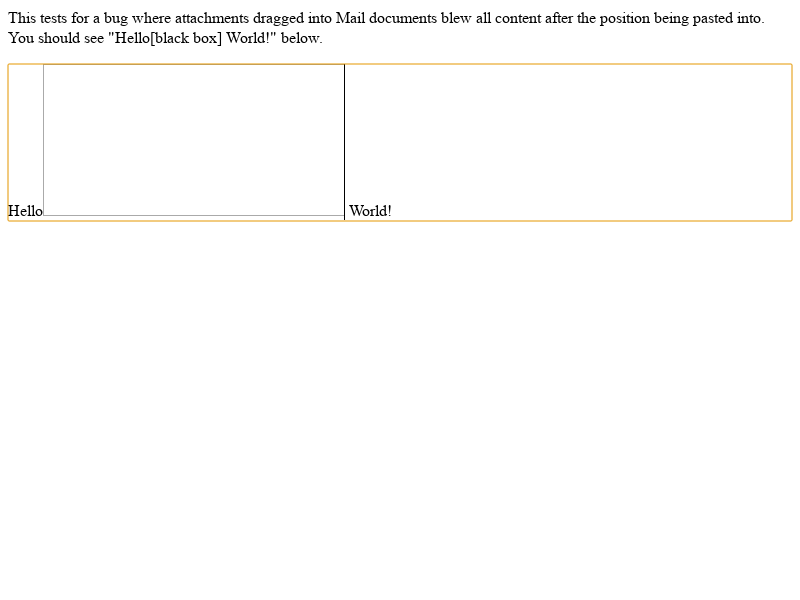 This tests for a bug where attachments dragged into Mail documents blew all content after the position being pasted into.
You should see "Hello[black box] World!" below.
Hello World!